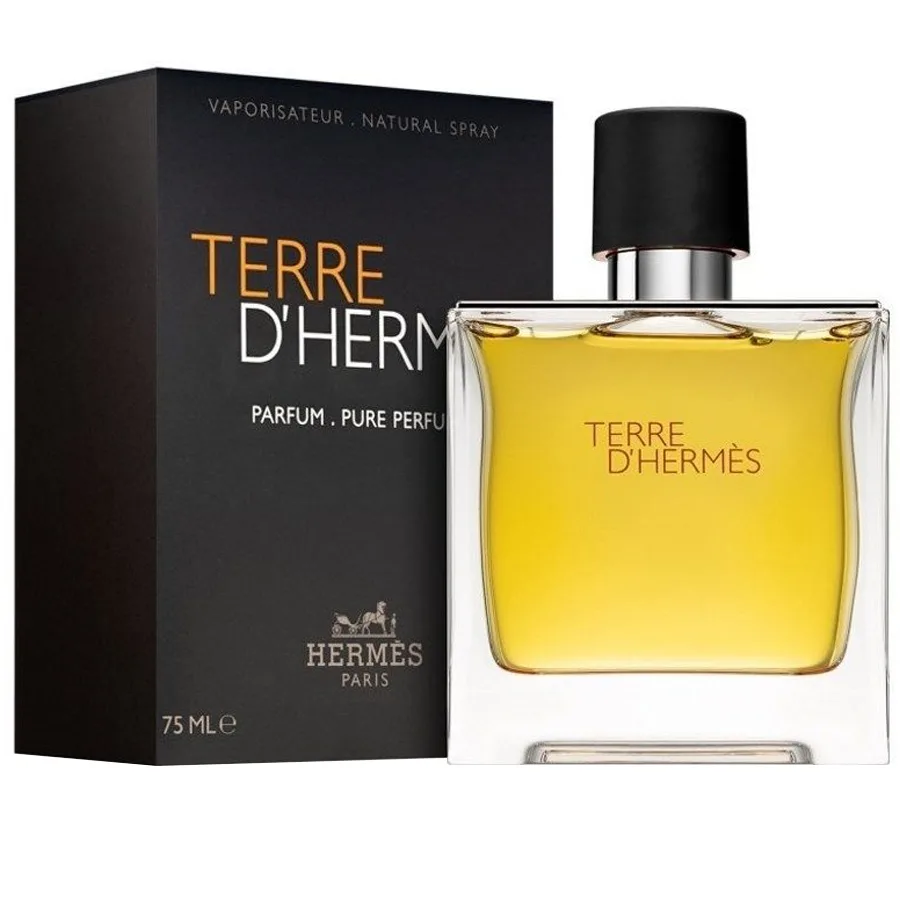 VAPORISATEUR . NATURAL SPRAY
TERRE
D'HERM
PARFUM . PURE PERFU
HERMÈS
PARIS
75 ML e
TERRE
D'HERMÈS